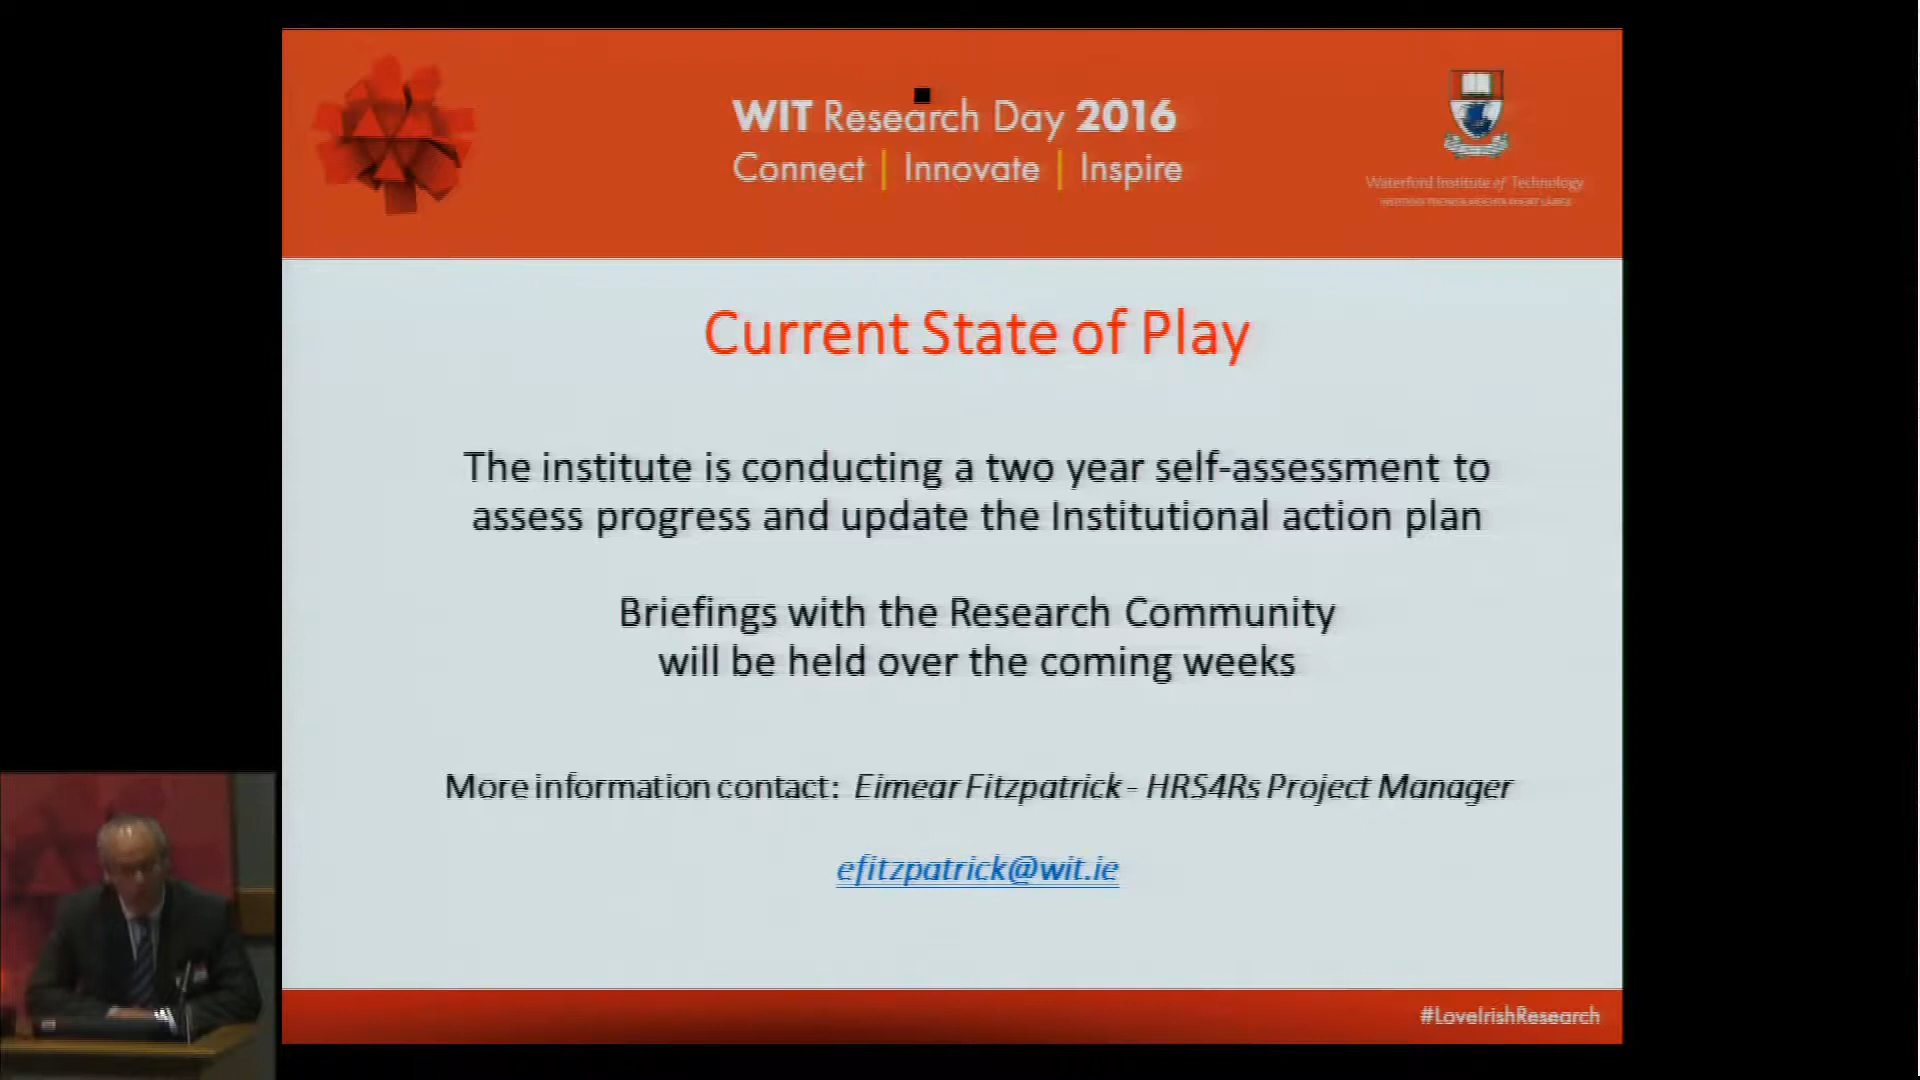 WIT Research Day 2016
Connect | Innovate | Inspire
Waterford Institute of Technology
Current State of Play
The institute is conducting a two year self-assessment to
assess progress and update the Institutional action plan
Briefings with the Research Community
will be held over the coming weeks
More information contact: Eimear Fitzpatrick - HRS4Rs Project Manager
efitzpatrick@wit.ie
#LoveIrishResearch